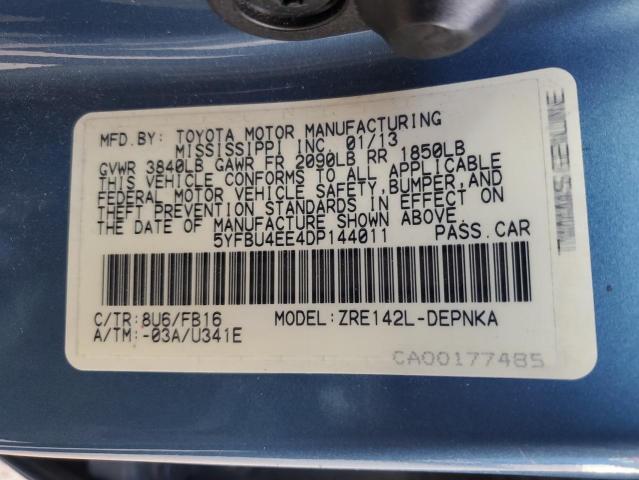 MFD.BY: TOYOTA MOTOR MANUFACTURING
MISSISSIPPI INC. 01/13
GVWR 3840LB GAWR FR 2090LB RR 1850LB
THIS VEHICLE CONFORMS TO ALL APPLICABLE
FEDERAL MOTOR VEHICLE SAFETY,BUMPER,AND
THEFT PREVENTION STANDARDS IN EFFECT ON
THE DATE OF MANUFACTURE SHOWN ABOVE.
5YFBU4EE4DP144011 PASS.CAR
C/TR:8U6/FB16 MODEL:ZRE142L-DEPNKA
A/TM:-03A/U341E
CA00177485